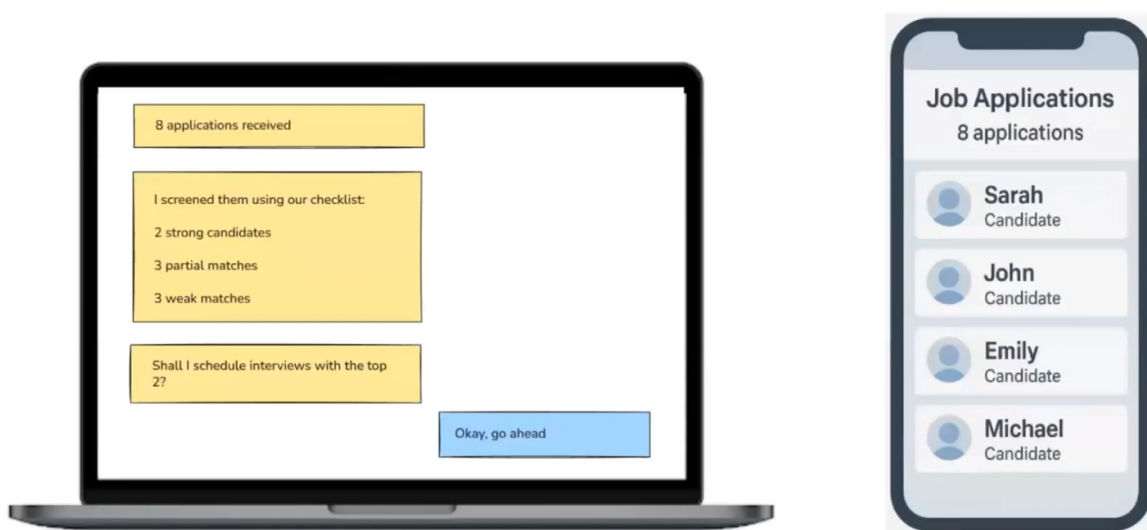 8 applications received
I screened them using our checklist:
2 strong candidates
3 partial matches
3 weak matches
Shall I schedule interviews with the top
2?
Okay, go ahead
Job Applications
8 applications
Sarah
Candidate
John
Candidate
Emily
Candidate
Michael
Candidate